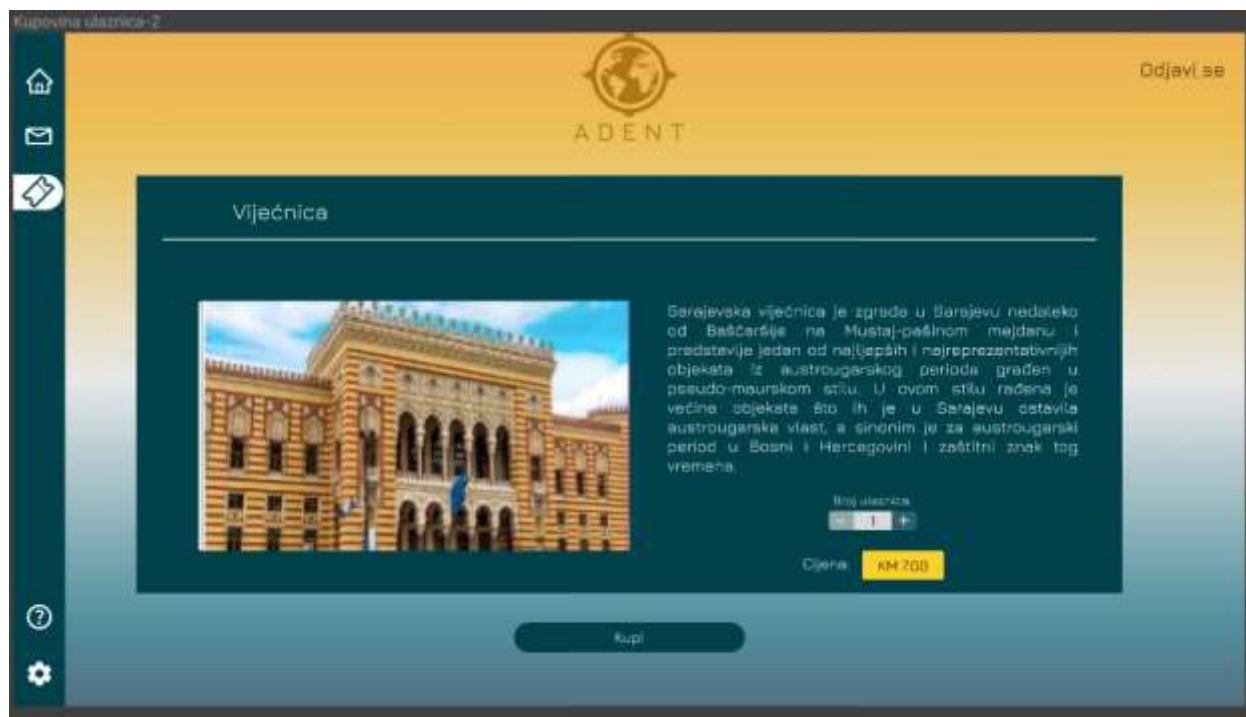 Kupovina ulaznica-2
Odjavi se
ADENT
Vijećnica
Sarajevska vijećnica je zgrada u Sarajevu nedaleko
od Baščaršije na Mustaj-pašinom mejdanu i
predstavlja jedan od najljepših i najreprezentativnijih
objekata iz austrougarskog perioda građen u
pseudo-maurskom stilu. U ovom stilu rađena je
većina objekata što ih je u Sarajevu ostavila
austrougarska vlast, a sinonim je za austrougarski
period u Bosni i Hercegovini i zaštitni znak tog
vremena.
Broj ulaznica
- 1 +
Cijena: KM 7.00
Kupi